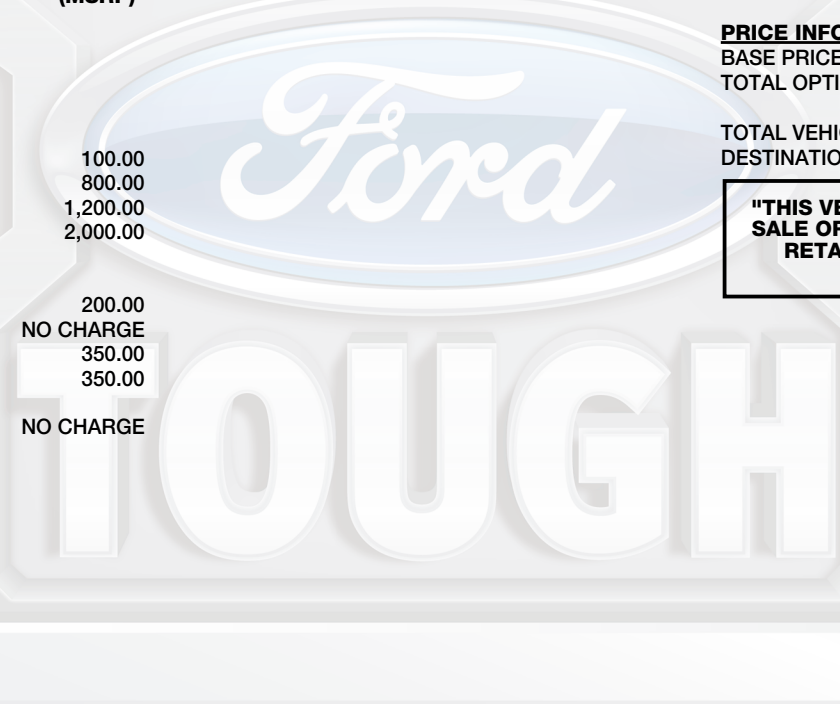 (MSRP)
100.00
800.00
1,200.00
2,000.00
200.00
NO CHARGE
350.00
350.00
NO CHARGE
PRICE INFO
BASE PRICE
TOTAL OPTI
TOTAL VEHI
DESTINATIO
"THIS VE
SALE OR
RETA
Ford
TOUGH